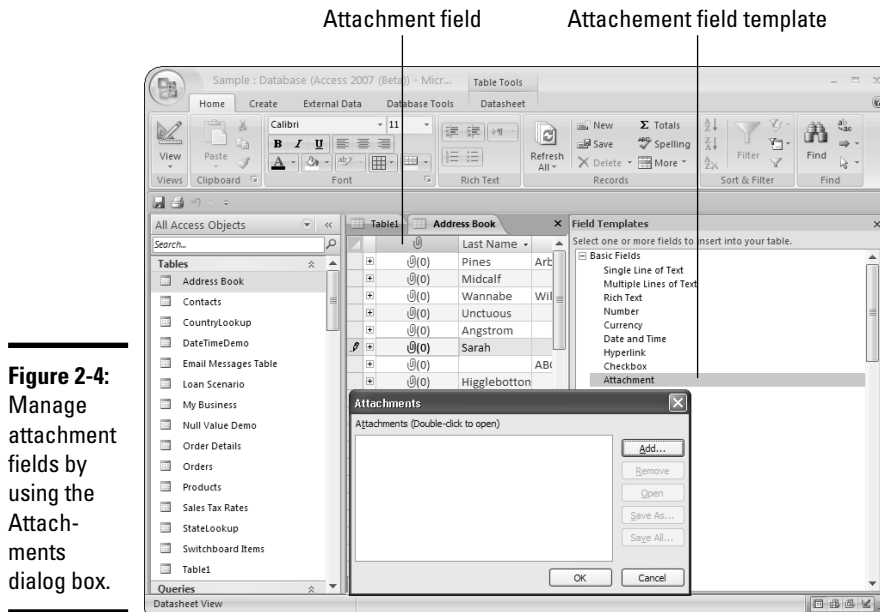 Attachment field
Attachement field template
Sample : Database (Access 2007 (Beta)) - Micr...
Table Tools
Home
Create
External Data
Database Tools
Datasheet
View
Views
Paste
Clipboard
Calibri
11
B I U
A
Font
Rich Text
Refresh
All
New
Save
Delete
Σ Totals
Spelling
More
Records
Filter
Sort & Filter
Find
Find
All Access Objects
Search...
Tables
Address Book
Contacts
CountryLookup
DateTimeDemo
Email Messages Table
Loan Scenario
My Business
Null Value Demo
Order Details
Orders
Products
Sales Tax Rates
StateLookup
Switchboard Items
Table1
Queries
Datasheet View
Table1
Address Book
Last Name
(0) Pines Arb
(0) Midcalf
(0) Wannabe Wil
(0) Unctuous
(0) Angstrom
(0) Sarah
(0) ABC
(0) Higglebotton
Field Templates
Select one or more fields to insert into your table.
Basic Fields
Single Line of Text
Multiple Lines of Text
Rich Text
Number
Currency
Date and Time
Hyperlink
Checkbox
Attachment
Attachments
Attachments (Double-click to open)
Add...
Remove
Open
Save As...
Save All...
OK
Cancel
Figure 2-4:
Manage
attachment
fields by
using the
Attach-
ments
dialog box.